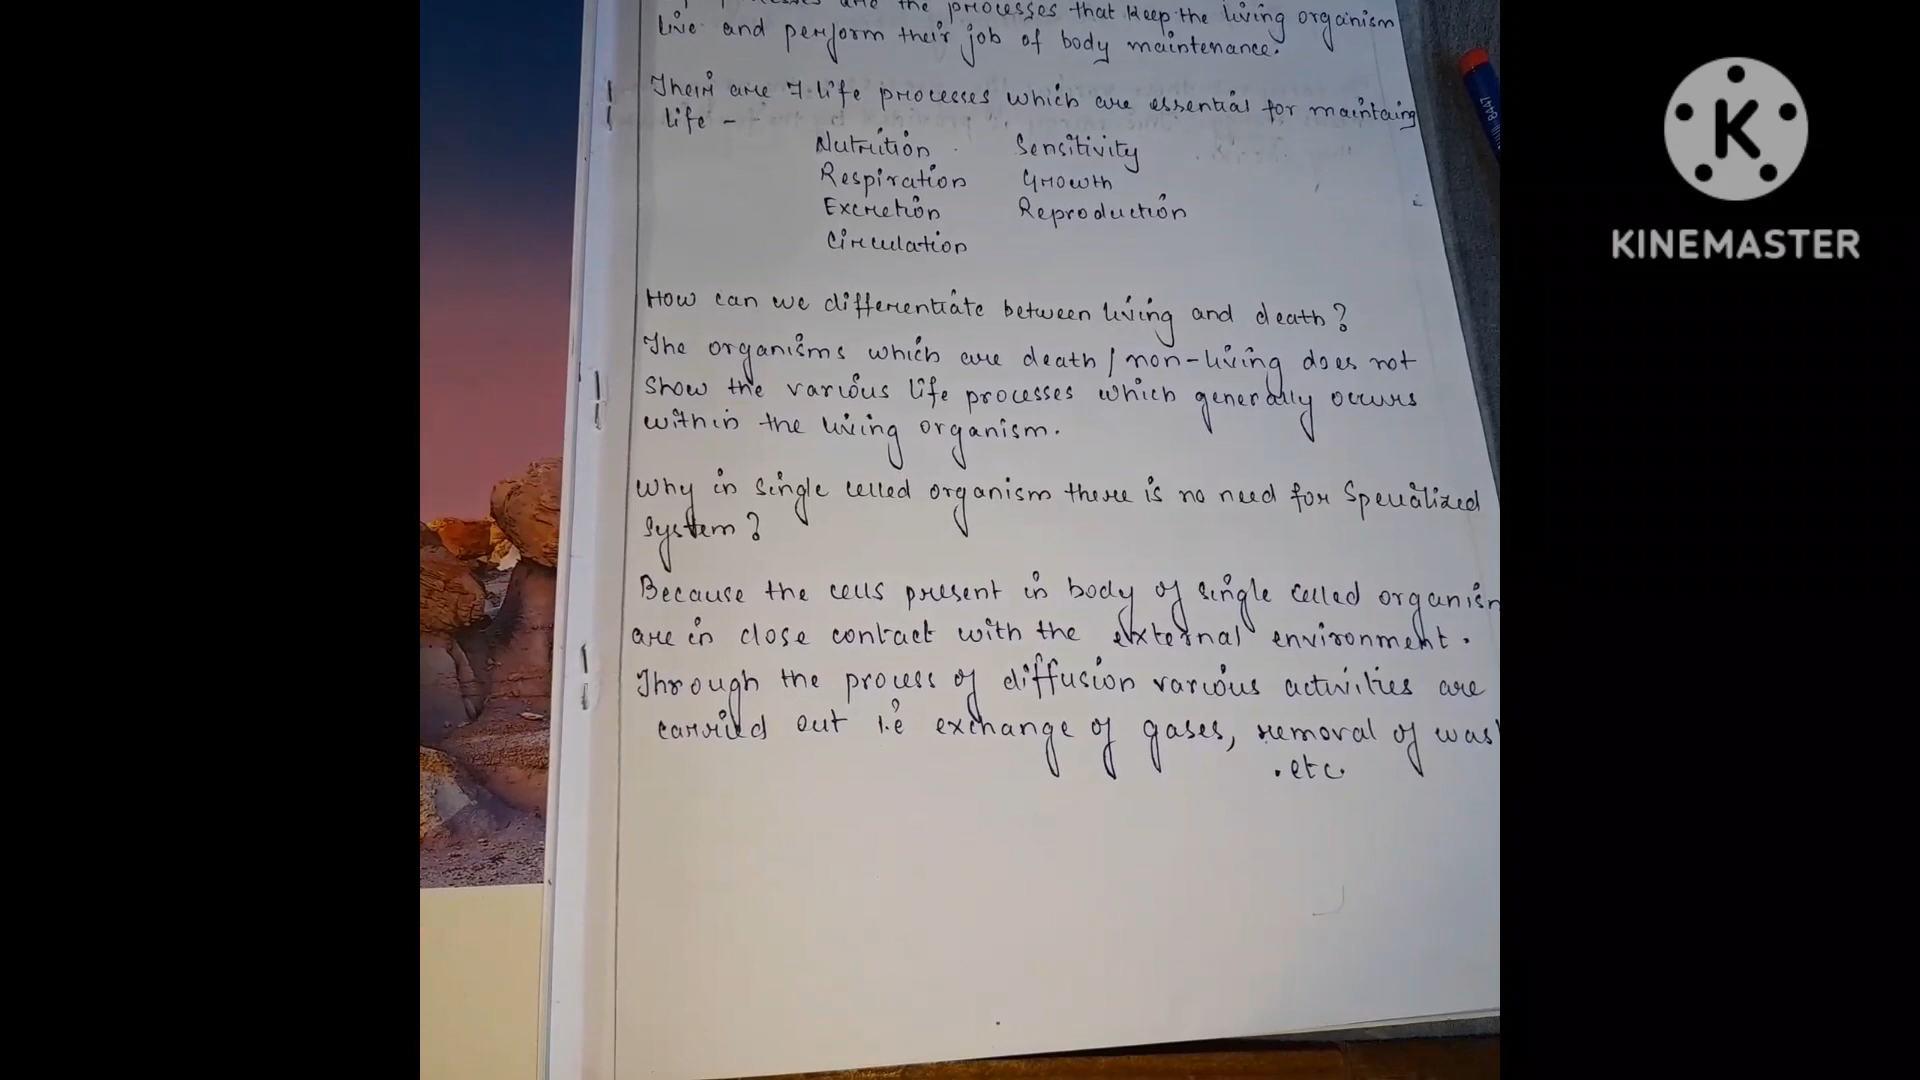 processes are the processes that keep the living organism
live and perform their job of body maintenance.
Their are 7 life processes which are essential for maintaing
life -
Nutrition Sensitivity
Respiration Growth
Excretion Reproduction
Circulation
How can we differentiate between living and death?
The organisms which are death / non-living does not
show the various life processes which generally occurs
within the living organism.
Why in single celled organism there is no need for specialized
system?
Because the cells present in body of single celled organism
are in close contact with the external environment.
Through the process of diffusion various activities are
carried out i.e exchange of gases, removal of was
.etc.
8447
K
KINEMASTER